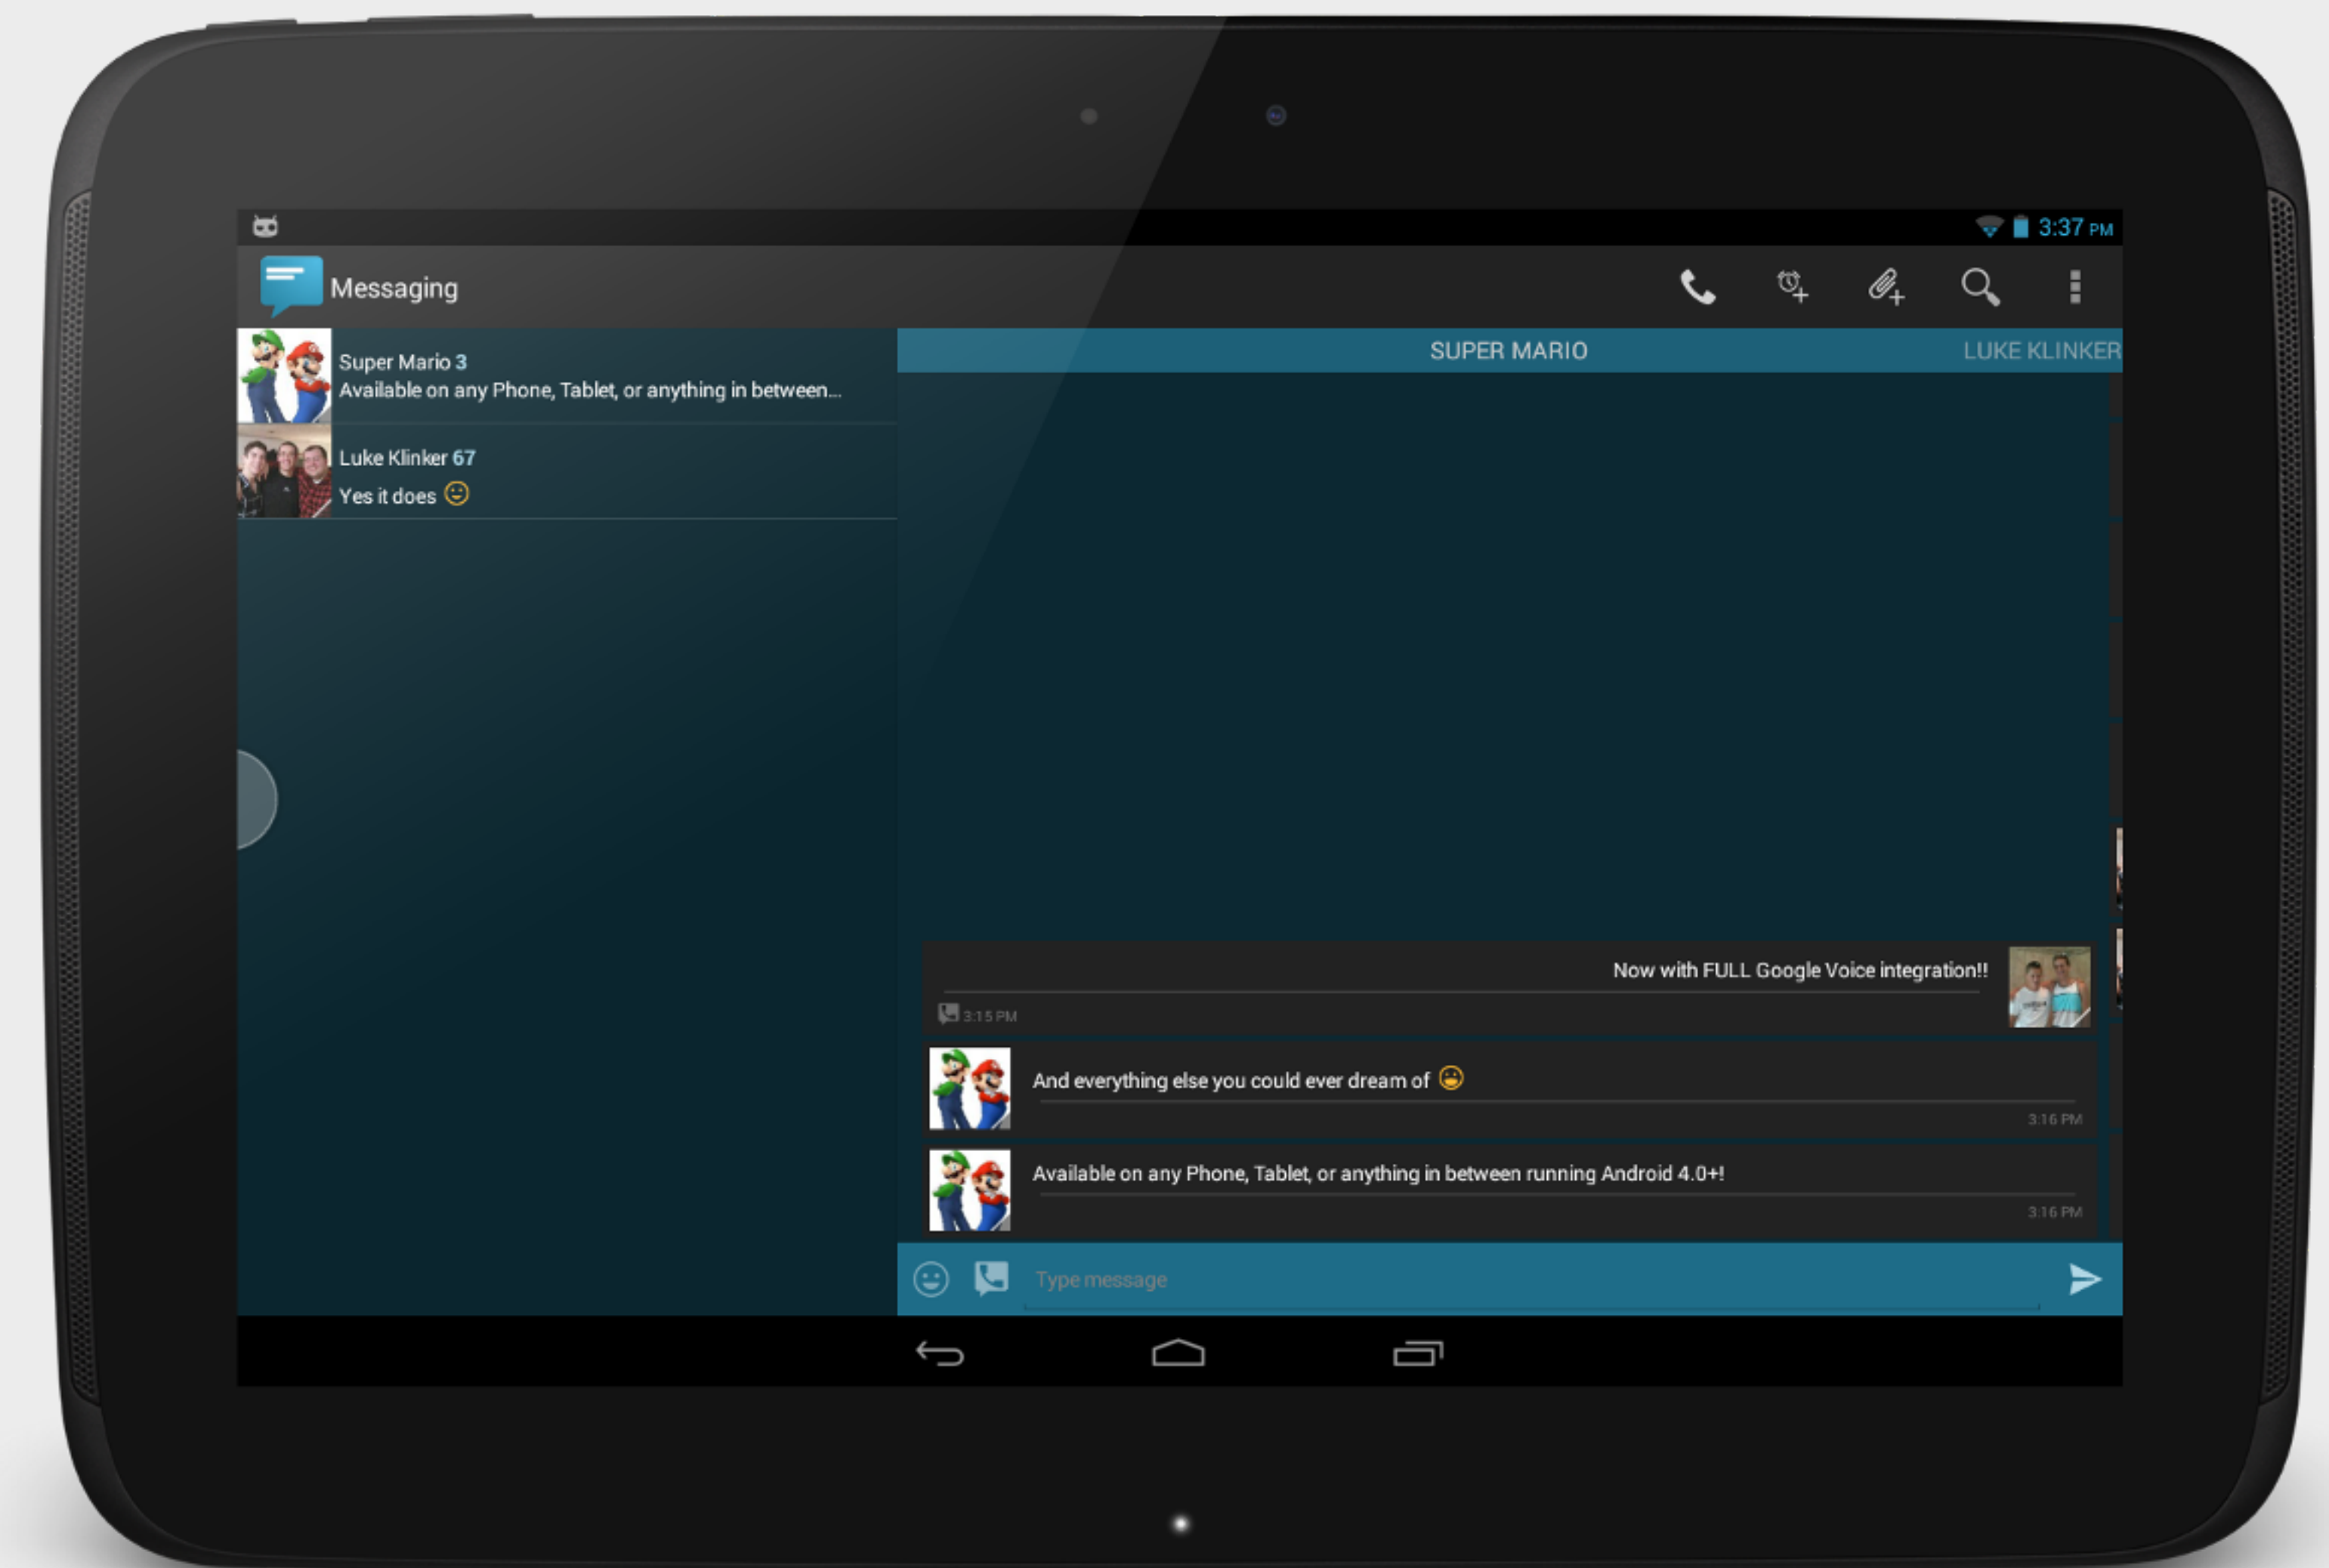 3:37 PM
Messaging
Super Mario 3
Available on any Phone, Tablet, or anything in between...
Luke Klinker 67
Yes it does
SUPER MARIO
LUKE KLINKER
Now with FULL Google Voice integration!!
3:15 PM
And everything else you could ever dream of
3:16 PM
Available on any Phone, Tablet, or anything in between running Android 4.0+!
3:16 PM
Type message